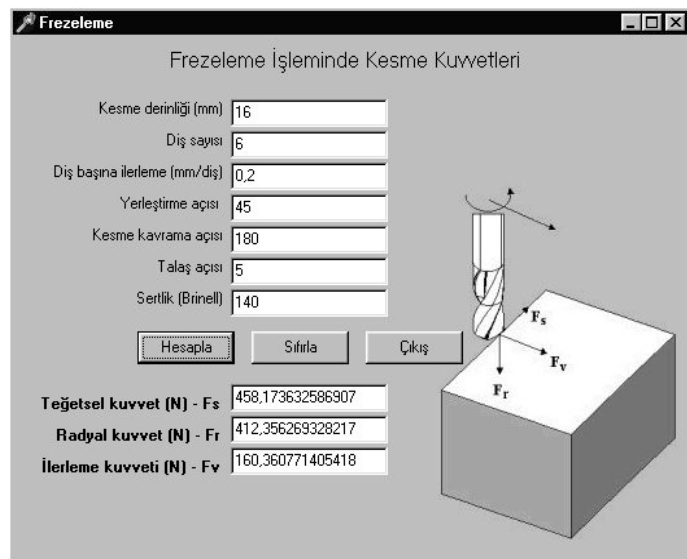 Frezeleme
Frezeleme İşleminde Kesme Kuvvetleri
Kesme derinliği (mm) 16
Diş sayısı 6
Diş başına ilerleme (mm/diş) 0,2
Yerleştirme açısı 45
Kesme kavrama açısı 180
Talaş açısı 5
Sertlik (Brinell) 140
Hesapla Sıfırla Çıkış
Teğetsel kuvvet (N) - Fs 458,173632586907
Radyal kuvvet (N) - Fr 412,356269328217
İlerleme kuvveti (N) - Fv 160,360771405418
Fs
Fv
Fr